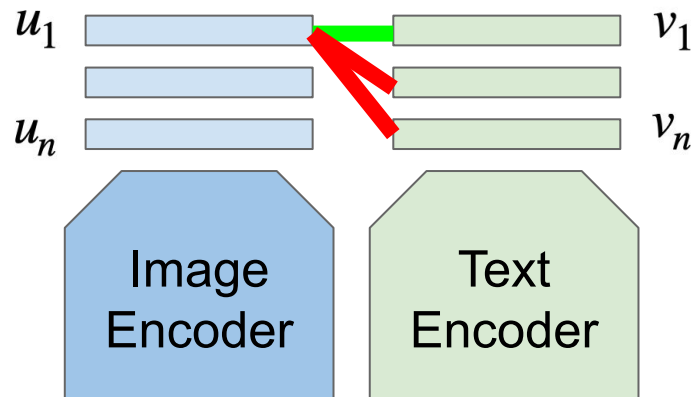 u₁ v₁
uₙ vₙ
Image Text
Encoder Encoder